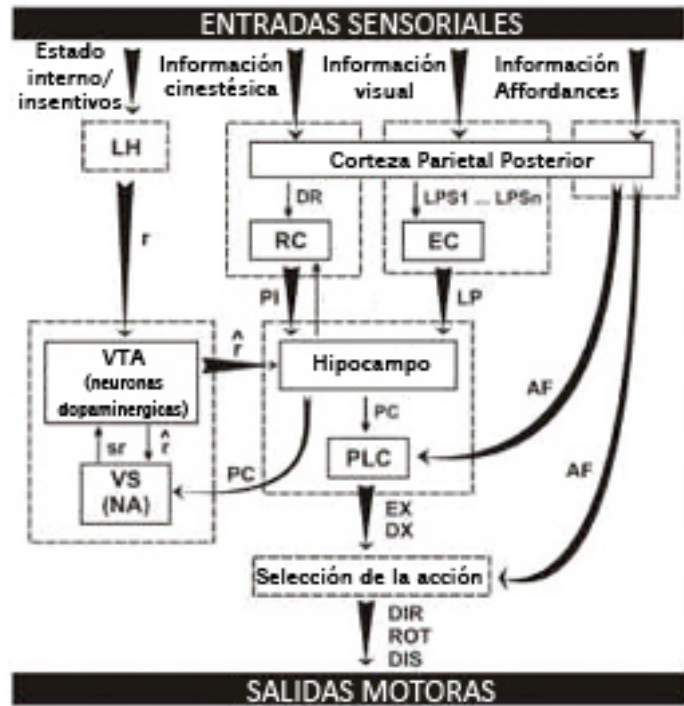 ENTRADAS SENSORIALES
Estado
interno/
insentivos
Información
cinestésica
Información
visual
Información
Affordances
LH
Corteza Parietal Posterior
DR
LPS1 ... LPSn
RC
EC
r
PI
LP
VTA
(neuronas
dopaminergicas)
r̂
Hipocampo
AF
sr
r̂
PC
PC
PLC
VS
(NA)
AF
EX
DX
Selección de la acción
DIR
ROT
DIS
SALIDAS MOTORAS